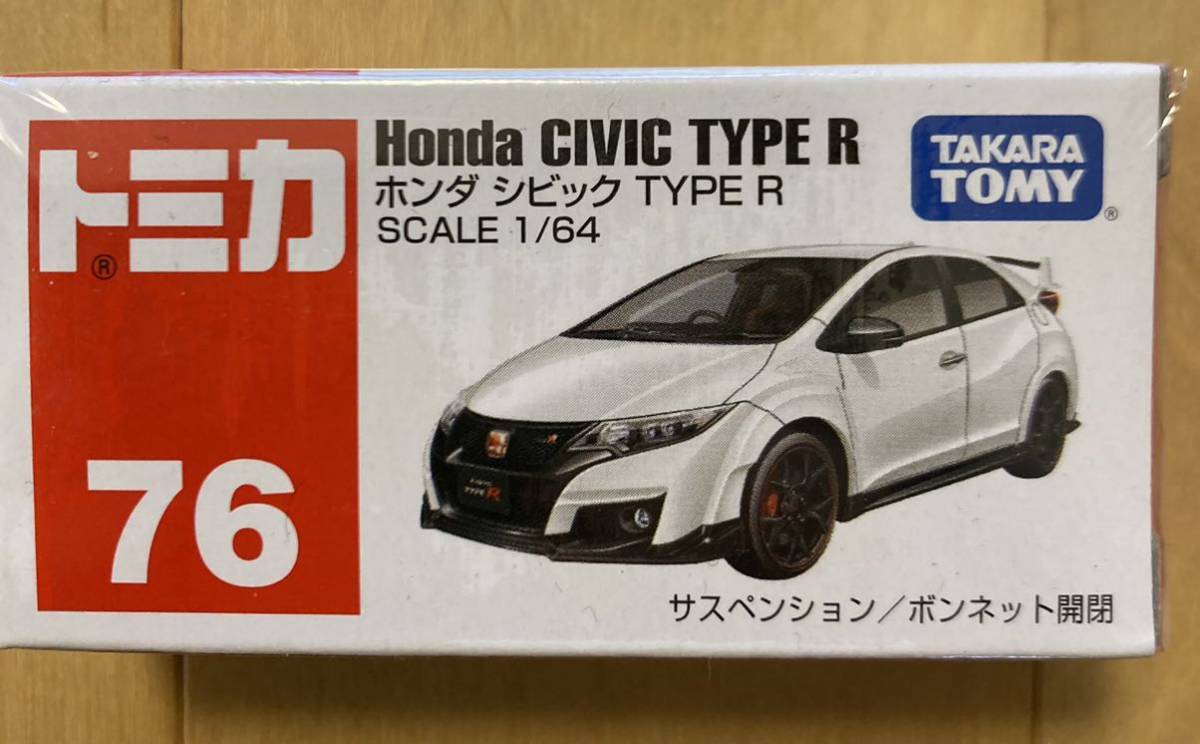 トミカ
®
76
Honda CIVIC TYPE R
ホンダ シビック TYPE R
SCALE 1/64
TAKARA
TOMY
®
TYPE R
サスペンション/ボンネット開閉